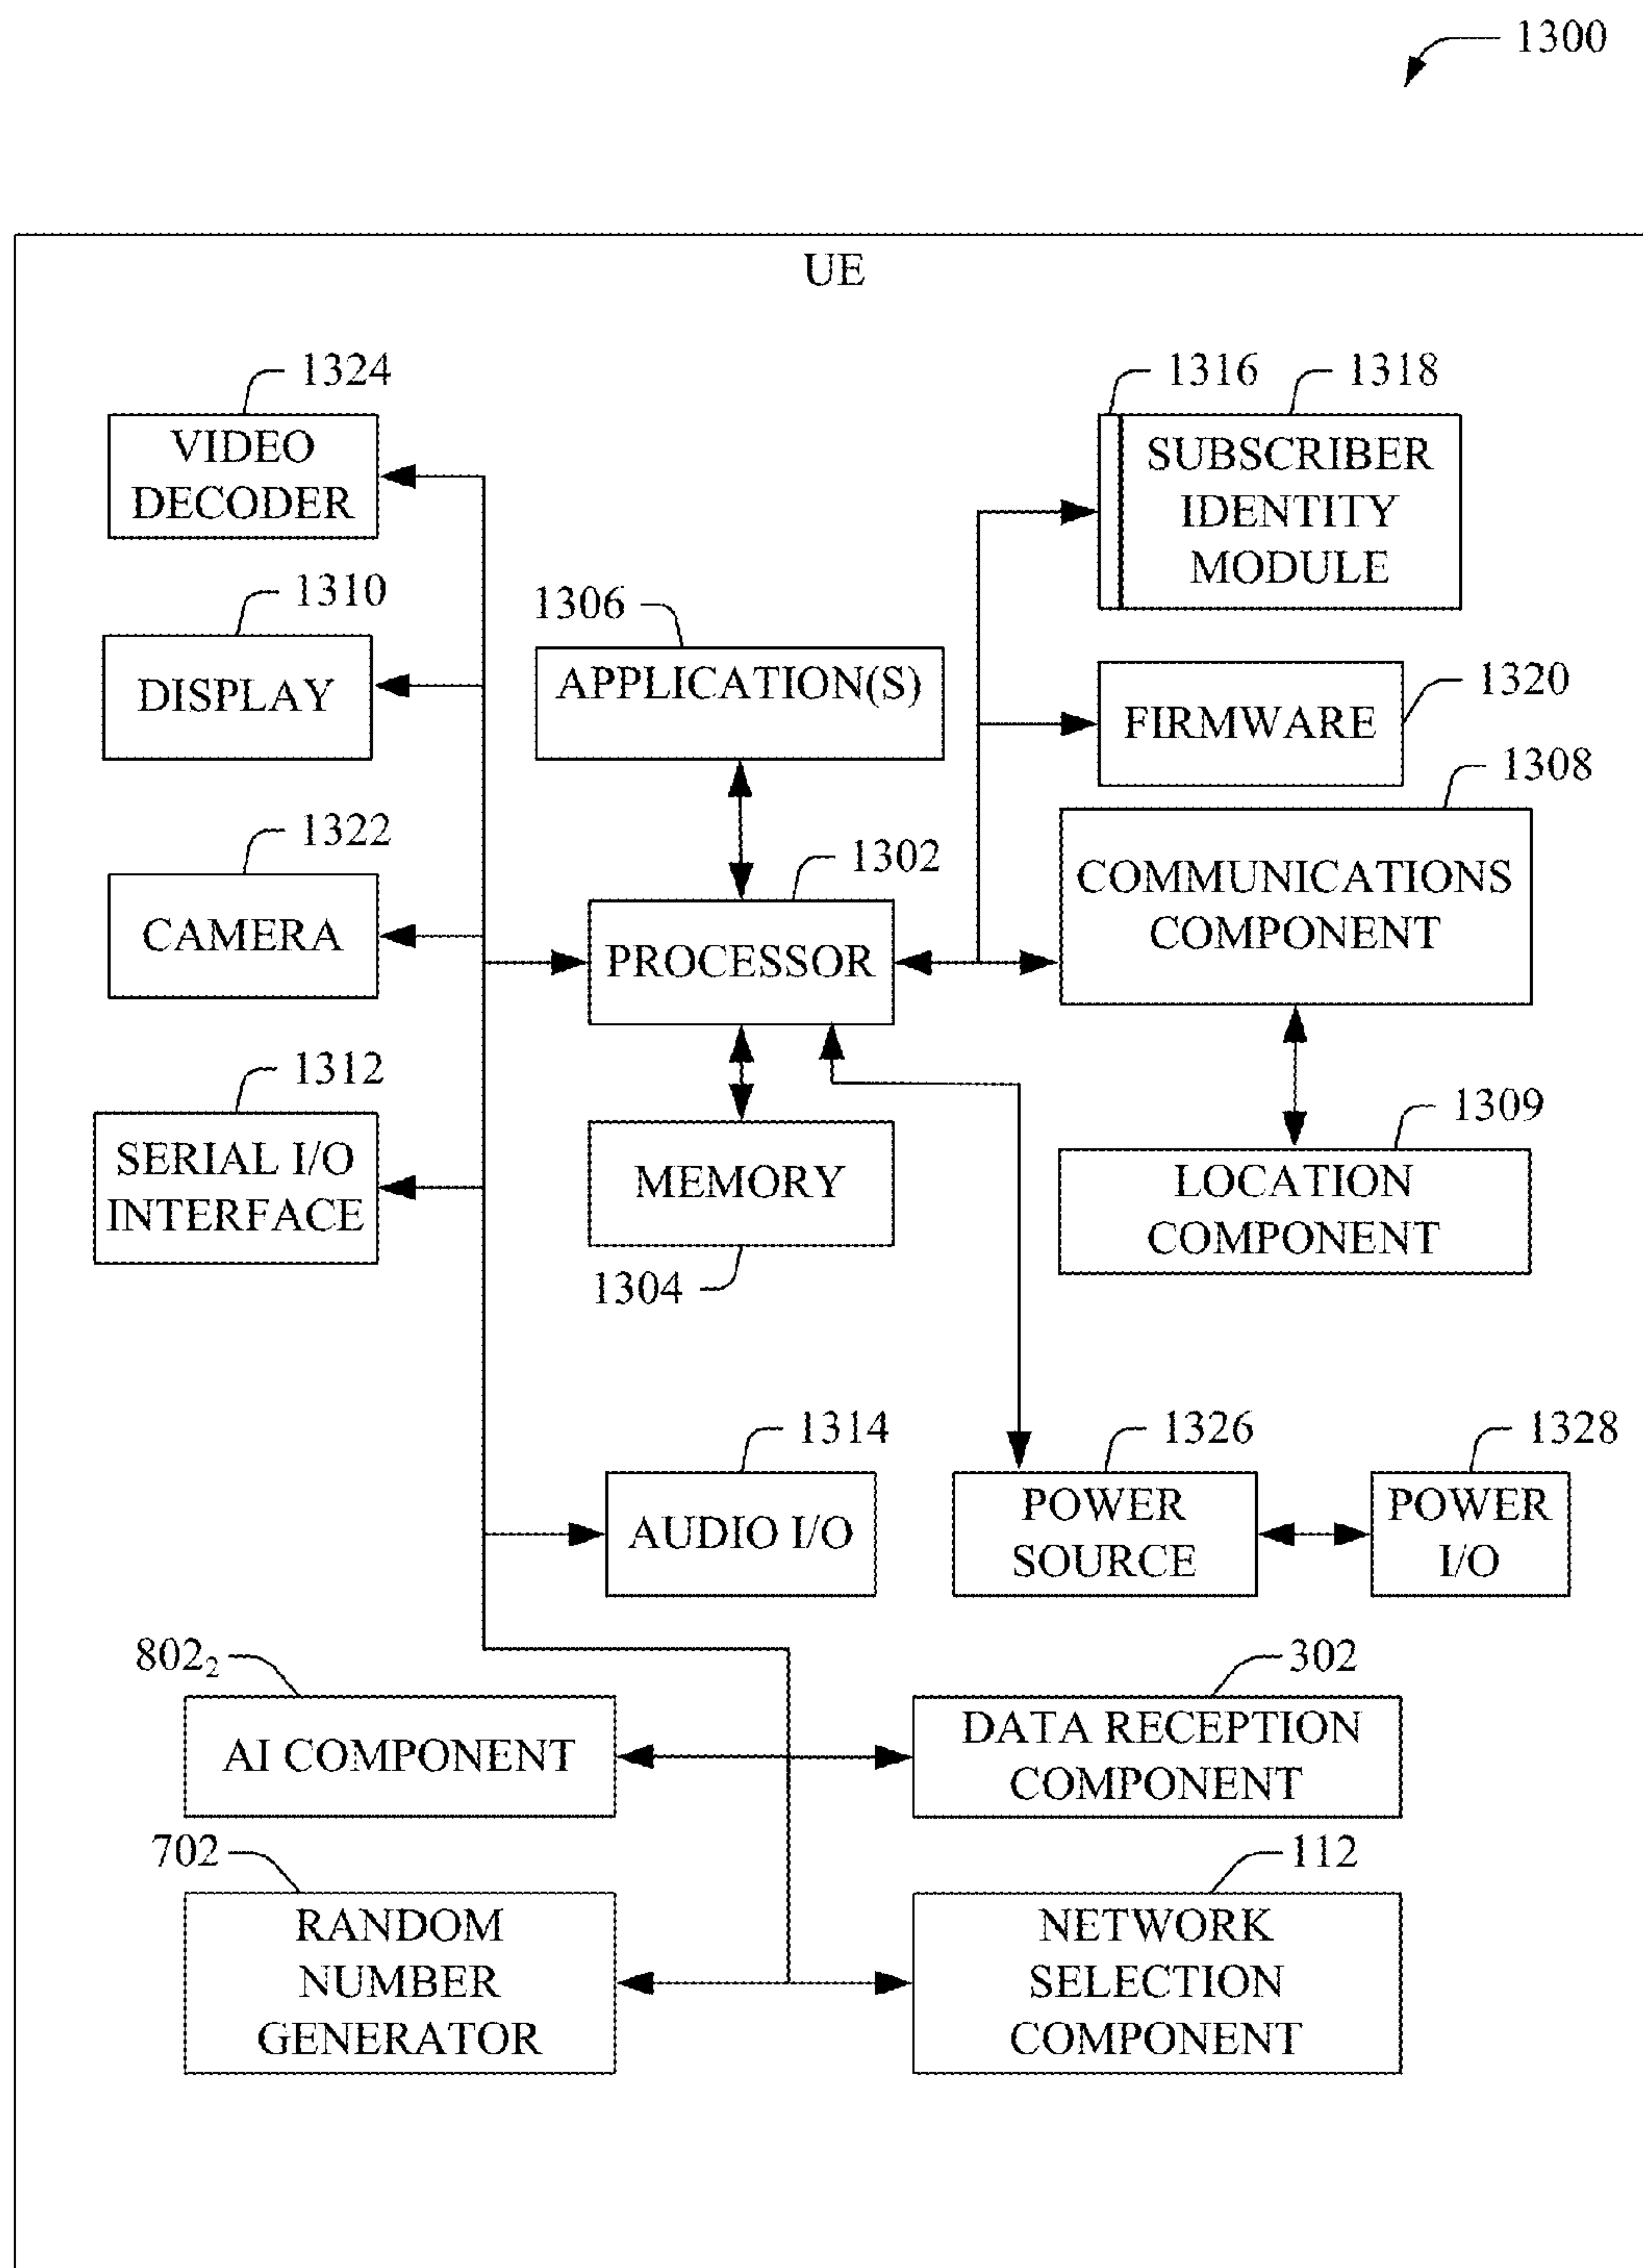 1300
UE
1324
VIDEO
DECODER
1316
1318
SUBSCRIBER
IDENTITY
MODULE
1310
DISPLAY
1306
APPLICATION(S)
1320
FIRMWARE
1308
COMMUNICATIONS
COMPONENT
1322
CAMERA
1302
PROCESSOR
1312
SERIAL I/O
INTERFACE
MEMORY
1304
1309
LOCATION
COMPONENT
1314
AUDIO I/O
1326
POWER
SOURCE
1328
POWER
I/O
802₂
AI COMPONENT
302
DATA RECEPTION
COMPONENT
702
RANDOM
NUMBER
GENERATOR
112
NETWORK
SELECTION
COMPONENT